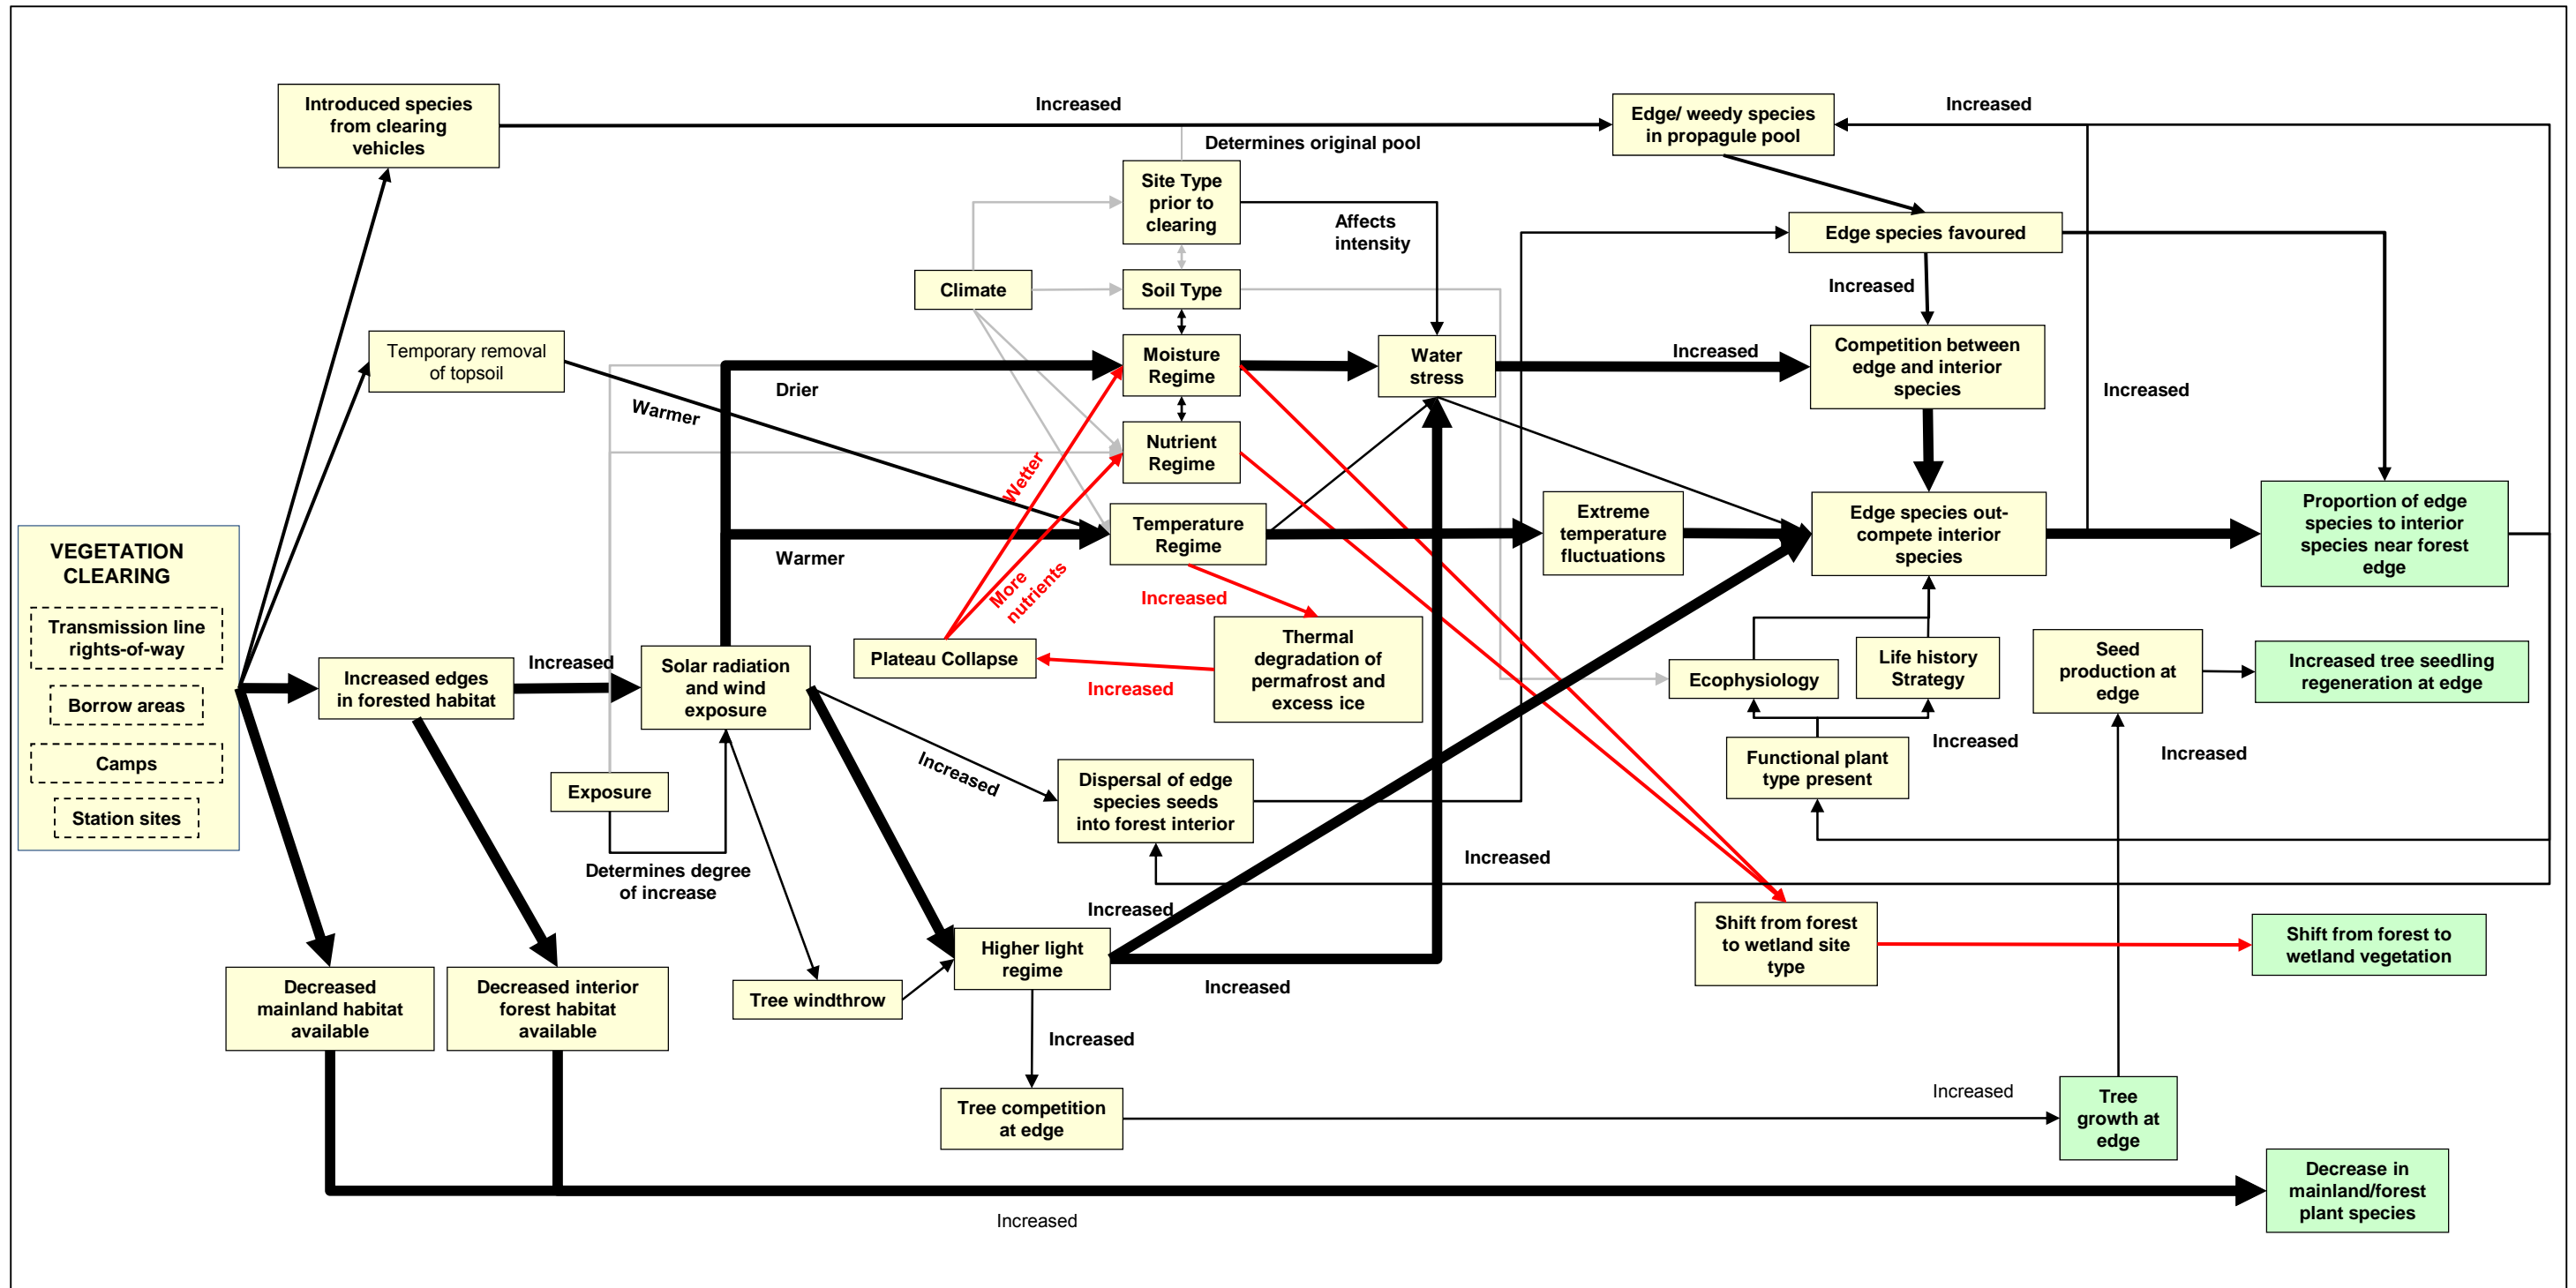 Introduced species
from clearing
vehicles
Increased
Edge/ weedy species
in propagule pool
Increased
Determines original pool
Site Type
prior to
clearing
Affects
intensity
Edge species favoured
Climate
Soil Type
Increased
Temporary removal
of topsoil
Warmer
Drier
Moisture
Regime
Water
stress
Increased
Competition between
edge and interior
species
Increased
Nutrient
Regime
Wetter
More
nutrients
VEGETATION
CLEARING
Transmission line
rights-of-way
Borrow areas
Camps
Station sites
Warmer
Temperature
Regime
Extreme
temperature
fluctuations
Edge species out-
compete interior
species
Proportion of edge
species to interior
species near forest
edge
Increased
Thermal
degradation of
permafrost and
excess ice
Plateau Collapse
Increased
Increased edges
in forested habitat
Increased
Solar radiation
and wind
exposure
Ecophysiology
Life history
Strategy
Seed
production at
edge
Increased tree seedling
regeneration at edge
Functional plant
type present
Increased
Increased
Exposure
Increased
Dispersal of edge
species seeds
into forest interior
Determines degree
of increase
Increased
Increased
Higher light
regime
Increased
Tree windthrow
Shift from forest
to wetland site
type
Shift from forest to
wetland vegetation
Decreased
mainland habitat
available
Decreased interior
forest habitat
available
Increased
Tree competition
at edge
Increased
Tree
growth at
edge
Decrease in
mainland/forest
plant species
Increased